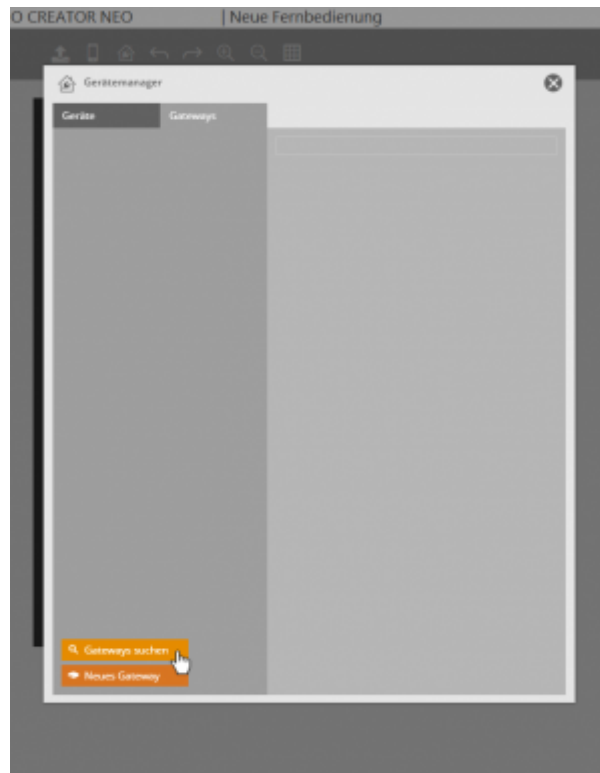 O CREATOR NEO | Neue Fernbedienung
Gerätemanager
Geräte Gateways
Gateways suchen
Neues Gateway